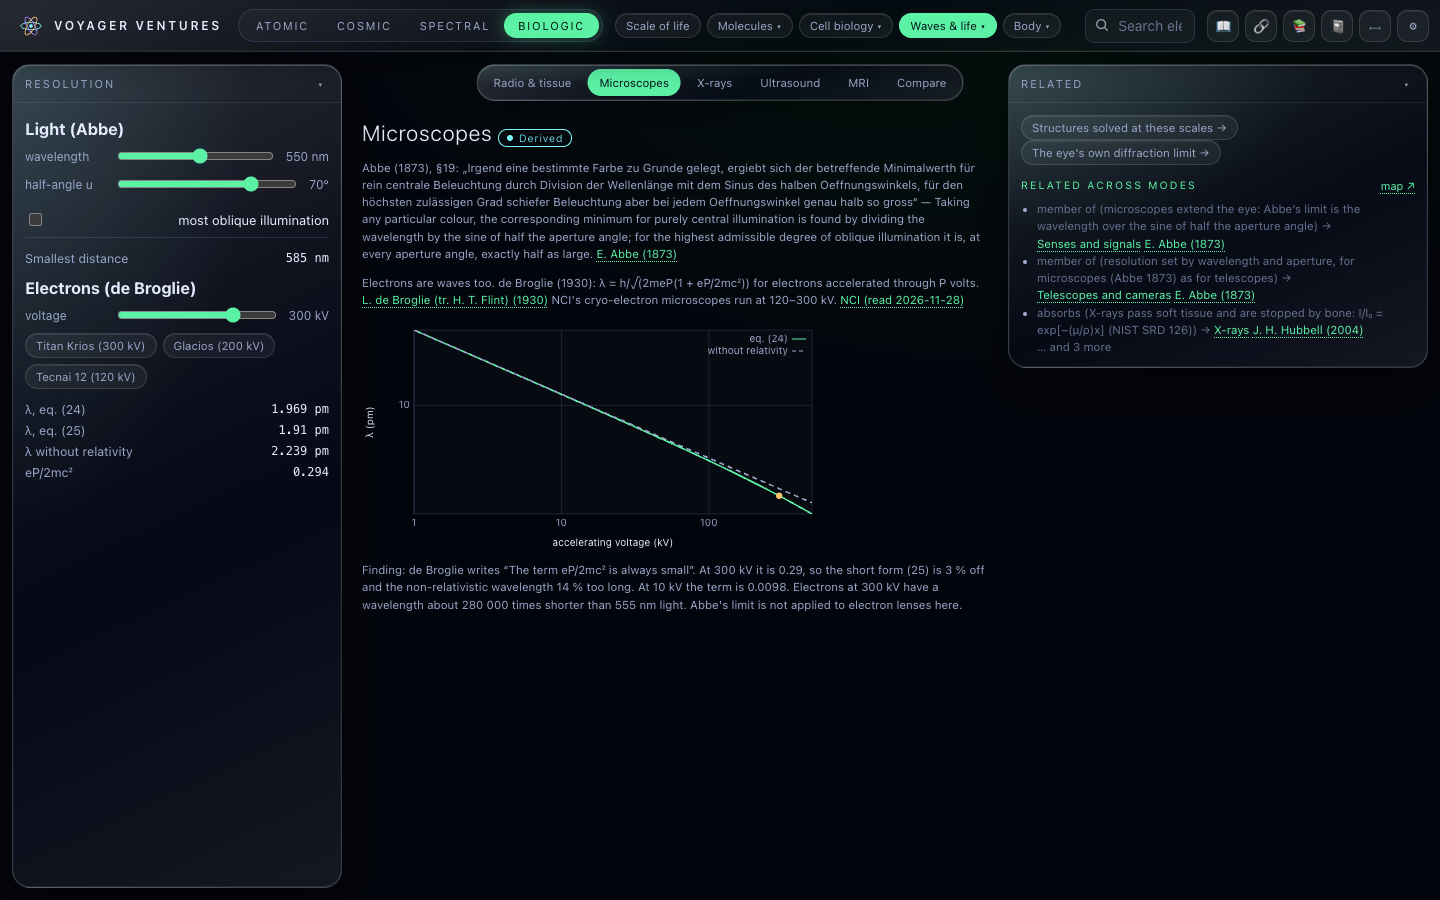 VOYAGER VENTURES
ATOMIC COSMIC SPECTRAL BIOLOGIC
Scale of life Molecules Cell biology Waves & life Body
Search ele
RESOLUTION
Light (Abbe)
wavelength 550 nm
half-angle u 70°
most oblique illumination
Smallest distance 585 nm
Electrons (de Broglie)
voltage 300 kV
Titan Krios (300 kV) Glacios (200 kV)
Tecnai 12 (120 kV)
λ, eq. (24) 1.969 pm
λ, eq. (25) 1.91 pm
λ without relativity 2.239 pm
eP/2mc² 0.294
Radio & tissue Microscopes X-rays Ultrasound MRI Compare
Microscopes Derived
Abbe (1873), §19: „Irgend eine bestimmte Farbe zu Grunde gelegt, ergiebt sich der betreffende Minimalwerth für
rein centrale Beleuchtung durch Division der Wellenlänge mit dem Sinus des halben Oeffnungswinkels, für den
höchsten zulässigen Grad schiefer Beleuchtung aber bei jedem Oeffnungswinkel genau halb so gross“ — Taking
any particular colour, the corresponding minimum for purely central illumination is found by dividing the
wavelength by the sine of half the aperture angle; for the highest admissible degree of oblique illumination it is, at
every aperture angle, exactly half as large. E. Abbe (1873)
Electrons are waves too. de Broglie (1930): λ = h/√(2meP(1 + eP/2mc²)) for electrons accelerated through P volts.
L. de Broglie (tr. H. T. Flint) (1930) NCI's cryo-electron microscopes run at 120–300 kV. NCI (read 2026-11-28)
eq. (24)
without relativity
λ (pm)
10
1 10 100
accelerating voltage (kV)
Finding: de Broglie writes “The term eP/2mc² is always small”. At 300 kV it is 0.29, so the short form (25) is 3 % off
and the non-relativistic wavelength 14 % too long. At 10 kV the term is 0.0098. Electrons at 300 kV have a
wavelength about 280 000 times shorter than 555 nm light. Abbe's limit is not applied to electron lenses here.
RELATED
Structures solved at these scales →
The eye's own diffraction limit →
RELATED ACROSS MODES map ↗
member of (microscopes extend the eye: Abbe's limit is the
wavelength over the sine of half the aperture angle) →
Senses and signals E. Abbe (1873)
member of (resolution set by wavelength and aperture, for
microscopes (Abbe 1873) as for telescopes) →
Telescopes and cameras E. Abbe (1873)
absorbs (X-rays pass soft tissue and are stopped by bone: I/I₀ =
exp[−(μ/ρ)x] (NIST SRD 126)) → X-rays J. H. Hubbell (2004)
… and 3 more